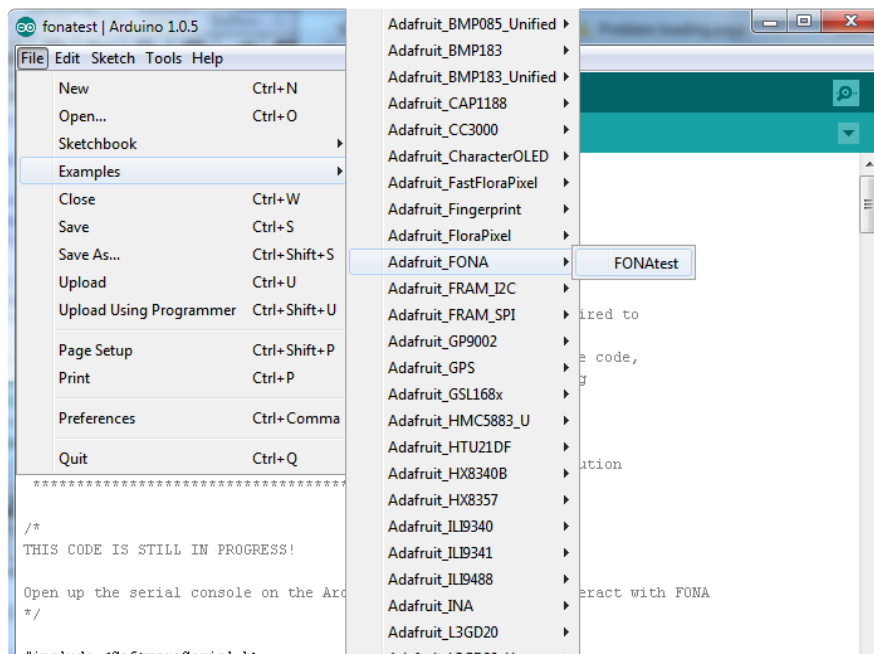 fonatest | Arduino 1.0.5
File Edit Sketch Tools Help
New Ctrl+N
Open... Ctrl+O
Sketchbook
Examples
Close Ctrl+W
Save Ctrl+S
Save As... Ctrl+Shift+S
Upload Ctrl+U
Upload Using Programmer Ctrl+Shift+U
Page Setup Ctrl+Shift+P
Print Ctrl+P
Preferences Ctrl+Comma
Quit Ctrl+Q
Adafruit_BMP085_Unified
Adafruit_BMP183
Adafruit_BMP183_Unified
Adafruit_CAP1188
Adafruit_CC3000
Adafruit_CharacterOLED
Adafruit_FastFloraPixel
Adafruit_Fingerprint
Adafruit_FloraPixel
Adafruit_FONA
Adafruit_FRAM_I2C
Adafruit_FRAM_SPI
Adafruit_GP9002
Adafruit_GPS
Adafruit_GSL168x
Adafruit_HMC5883_U
Adafruit_HTU21DF
Adafruit_HX8340B
Adafruit_HX8357
Adafruit_ILI9340
Adafruit_ILI9341
Adafruit_ILI9488
Adafruit_INA
Adafruit_L3GD20
FONAtest
ired to
e code,
g
ution
************************************
/*
THIS CODE IS STILL IN PROGRESS!
Open up the serial console on the Ard eract with FONA
*/